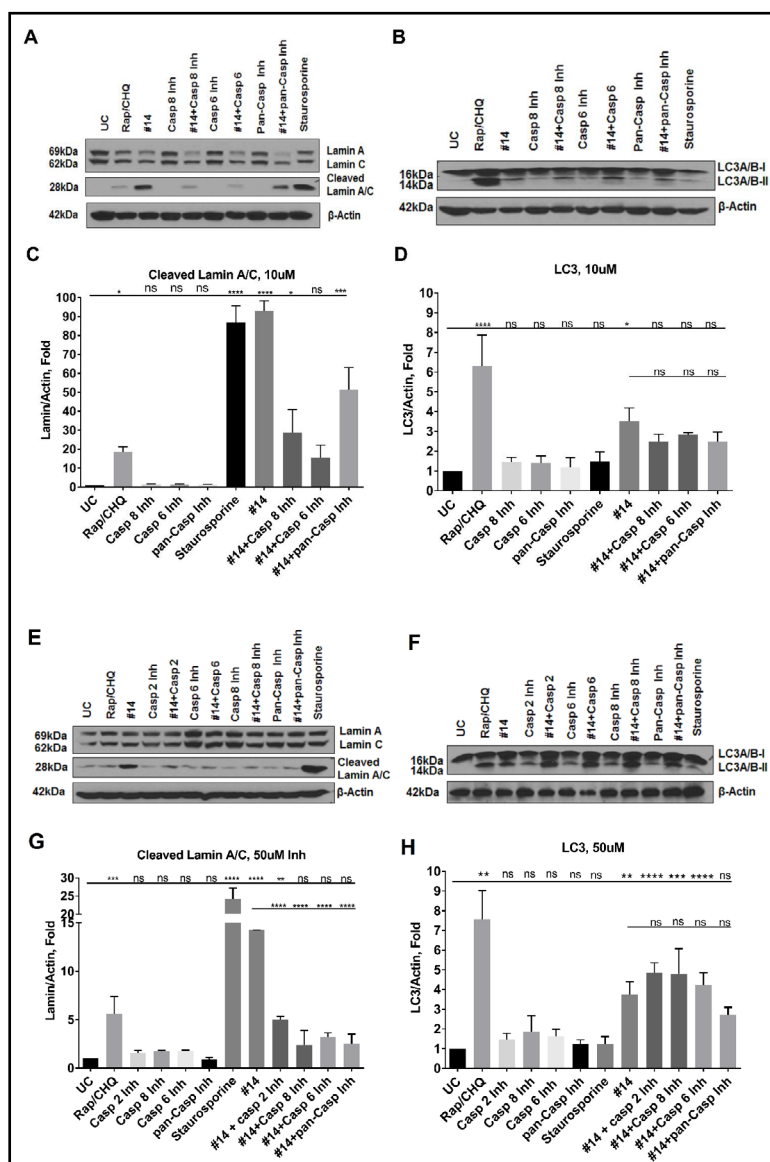 A
UC
Rap/CHQ
#14
Casp 8 Inh
#14+Casp 8 Inh
Casp 6 Inh
#14+Casp 6
Pan-Casp Inh
#14+pan-Casp Inh
Staurosporine
69kDa
62kDa
28kDa
42kDa
Lamin A
Lamin C
Cleaved
Lamin A/C
β-Actin
B
UC
Rap/CHQ
#14
Casp 8 Inh
#14+Casp 8 Inh
Casp 6 Inh
#14+Casp 6
Pan-Casp Inh
#14+pan-Casp Inh
Staurosporine
16kDa
14kDa
42kDa
LC3A/B-I
LC3A/B-II
β-Actin
C
Cleaved Lamin A/C, 10uM
* ns ns ns **** **** * ns ***
Lamin/Actin, Fold
100
90
80
70
60
50
40
30
20
10
0
UC
Rap/CHQ
Casp 8 Inh
Casp 6 Inh
pan-Casp Inh
Staurosporine
#14
#14+Casp 8 Inh
#14+Casp 6 Inh
#14+pan-Casp Inh
D
LC3, 10uM
**** ns ns ns ns * ns ns ns
ns ns ns
LC3/Actin, Fold
9
8
7
6
5
4
3
2
1
0
UC
Rap/CHQ
Casp 8 Inh
Casp 6 Inh
pan-Casp Inh
Staurosporine
#14
#14+Casp 8 Inh
#14+Casp 6 Inh
#14+pan-Casp Inh
E
UC
Rap/CHQ
#14
Casp 2 Inh
#14+Casp 2
Casp 6 Inh
#14+Casp 6
Casp 8 Inh
#14+Casp 8 Inh
Pan-Casp Inh
#14+pan-Casp Inh
Staurosporine
69kDa
62kDa
28kDa
42kDa
Lamin A
Lamin C
Cleaved
Lamin A/C
β-Actin
F
UC
Rap/CHQ
#14
Casp 2 Inh
#14+Casp 2
Casp 6 Inh
#14+Casp 6
Casp 8 Inh
#14+Casp 8 Inh
Pan-Casp Inh
#14+pan-Casp Inh
Staurosporine
16kDa
14kDa
42kDa
LC3A/B-I
LC3A/B-II
β-Actin
G
Cleaved Lamin A/C, 50uM Inh
*** ns ns ns ns **** **** ** ns ns ns
**** **** **** ****
Lamin/Actin, Fold
30
25
20
15
10
5
0
UC
Rap/CHQ
Casp 2 Inh
Casp 8 Inh
Casp 6 Inh
pan-Casp Inh
Staurosporine
#14
#14 + casp 2 Inh
#14+Casp 8 Inh
#14+Casp 6 Inh
#14+pan-Casp Inh
H
LC3, 50uM
** ns ns ns ns ns ** **** *** **** ns
ns ns ns ns
LC3/Actin, Fold
10
9
8
7
6
5
4
3
2
1
0
UC
Rap/CHQ
Casp 2 Inh
Casp 8 Inh
Casp 6 Inh
pan-Casp Inh
Staurosporine
#14
#14 + casp 2 Inh
#14+Casp 8 Inh
#14+Casp 6 Inh
#14+pan-Casp Inh